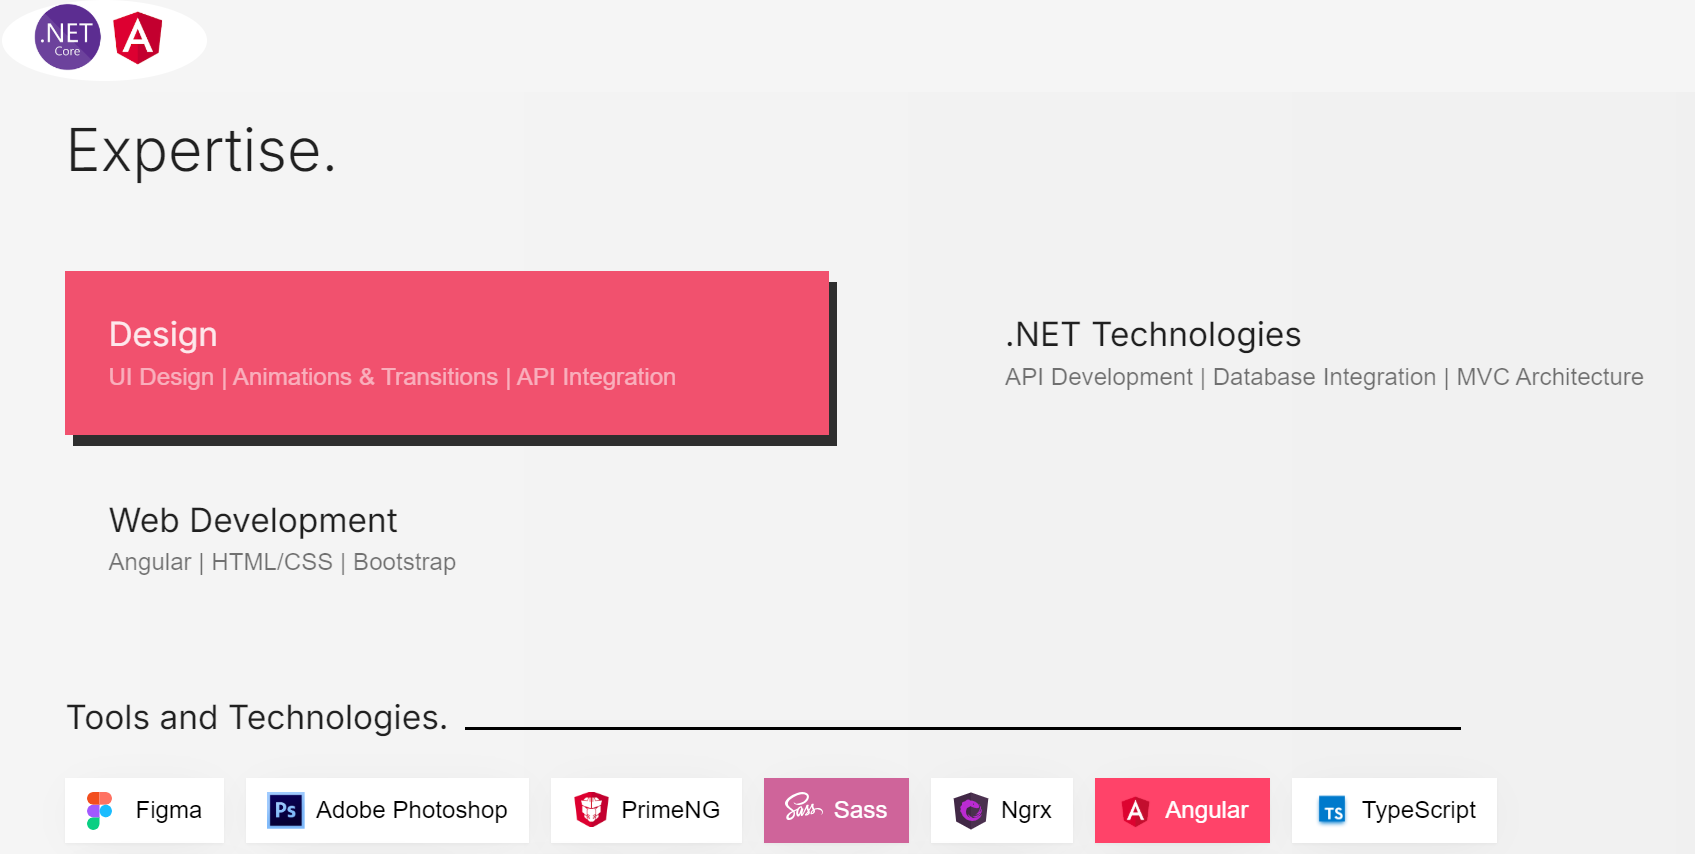 .NET
Core
A
Expertise.
Design
UI Design | Animations & Transitions | API Integration
.NET Technologies
API Development | Database Integration | MVC Architecture
Web Development
Angular | HTML/CSS | Bootstrap
Tools and Technologies.
Figma
Ps Adobe Photoshop
PrimeNG
Sass Sass
Ngrx
A Angular
TS TypeScript